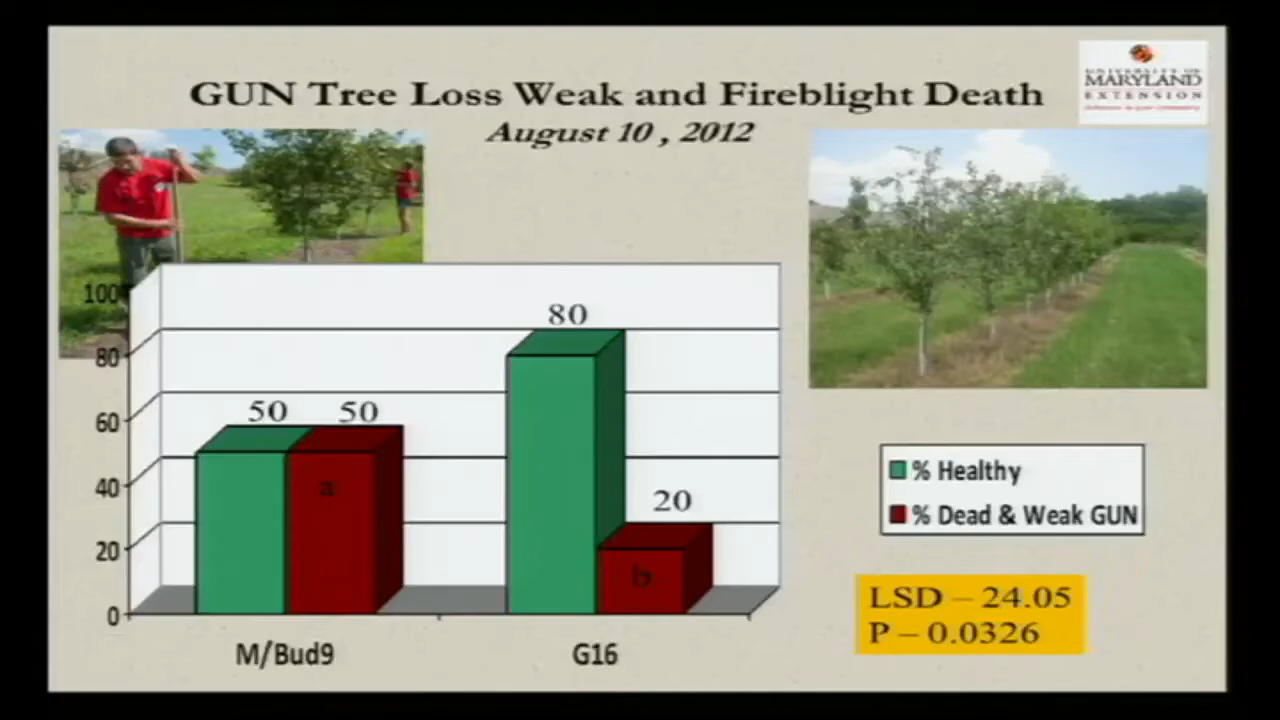 GUN Tree Loss Weak and Fireblight Death
August 10 , 2012
UNIVERSITY OF
MARYLAND
EXTENSION
100
80
60
40
20
0
50
50
80
20
a
b
M/Bud9
G16
% Healthy
% Dead & Weak GUN
LSD – 24.05
P – 0.0326